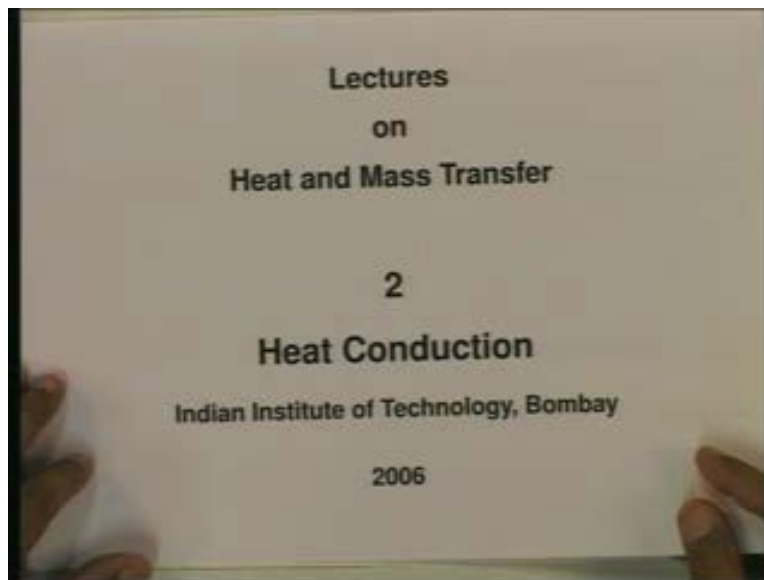 Lectures
on
Heat and Mass Transfer
2
Heat Conduction
Indian Institute of Technology, Bombay
2006